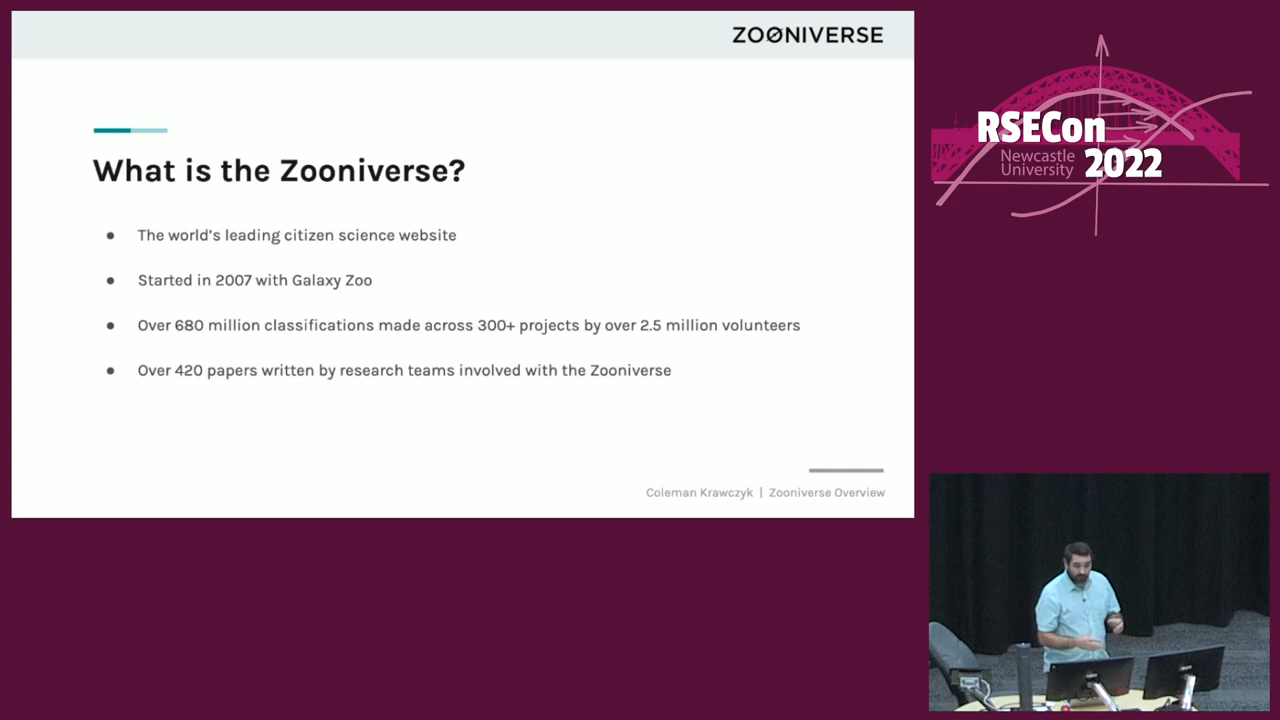 ZOØNIVERSE
What is the Zooniverse?
● The world's leading citizen science website
● Started in 2007 with Galaxy Zoo
● Over 680 million classifications made across 300+ projects by over 2.5 million volunteers
● Over 420 papers written by research teams involved with the Zooniverse
Coleman Krawczyk | Zooniverse Overview
RSECon
Newcastle
University
2022